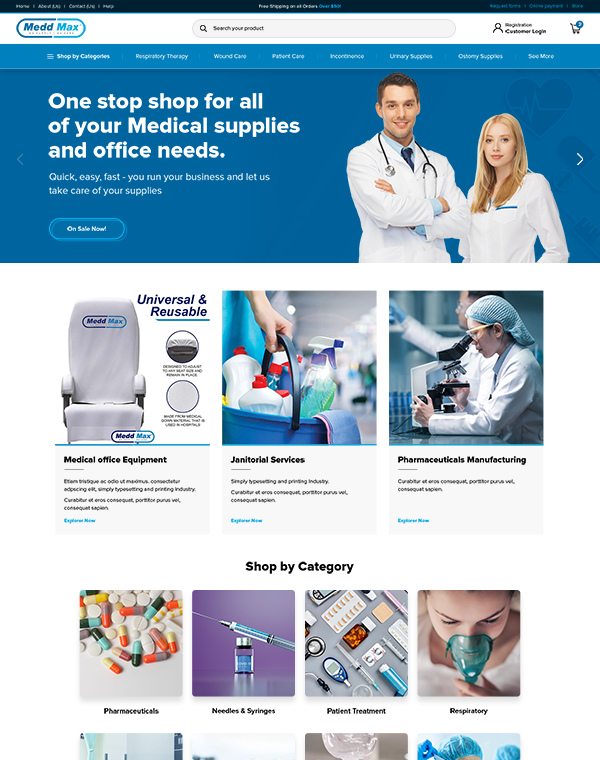 Home | About (Us) | Contact (Us) | Help
Free Shipping on all Orders Over $50!
Request forms | Online payment | Store
Medd Max
Search your product
Registration
Customer Login
Shop by Categories
Respiratory Therapy
Wound Care
Patient Care
Incontinence
Urinary Supplies
Ostomy Supplies
See More
One stop shop for all
of your Medical supplies
and office needs.
Quick, easy, fast - you run your business and let us
take care of your supplies
On Sale Now!
Universal &
Reusable
Medd Max
DESIGNED TO ADJUST
TO ANY SEAT SIZE AND
REMAIN IN PLACE.
MADE FROM MEDICAL
GOWN MATERIAL THAT IS
USED IN HOSPITALS
Medd Max
Medical office Equipment
Etiam tristique ac odio ut maximus. consectetur
adipscing elit, simply typesetting and printing Industry.
Curabitur et eros consequat, porttitor purus vel,
consequat sapien.
Explorer Now
Janitorial Services
Simply typesetting and printing Industry.
Curabitur et eros consequat, porttitor purus vel,
consequat sapien.
Explorer Now
Pharmaceuticals Manufacturing
Curabitur et eros consequat, porttitor purus vel,
consequat sapien.
Explorer Now
Shop by Category
Pharmaceuticals
Needles & Syringes
Patient Treatment
Respiratory